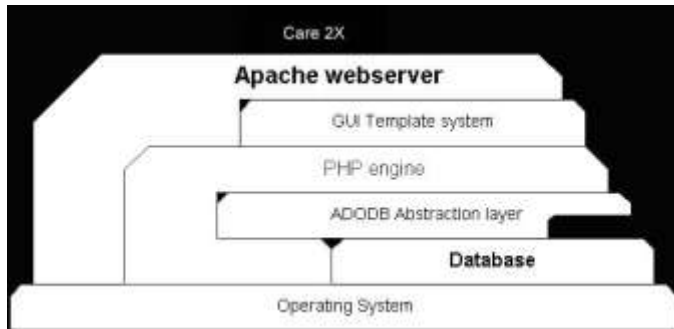 Care 2X
Apache webserver
GUI Template system
PHP engine
ADODB Abstraction layer
Database
Operating System